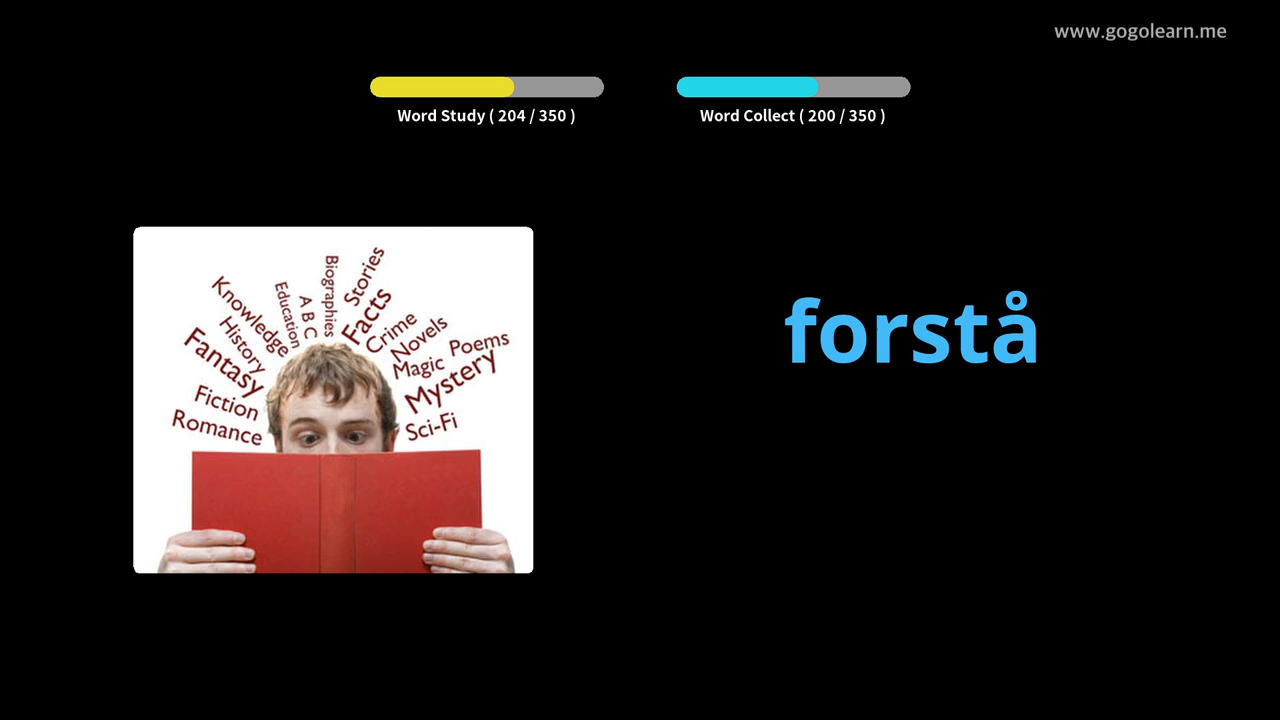 www.gogolearn.me
Word Study ( 204 / 350 )
Word Collect ( 200 / 350 )
Knowledge
History
Fantasy
Fiction
Romance
Education
A B C
Biographies
Stories
Facts
Crime
Novels
Magic
Poems
Mystery
Sci-Fi
forstå